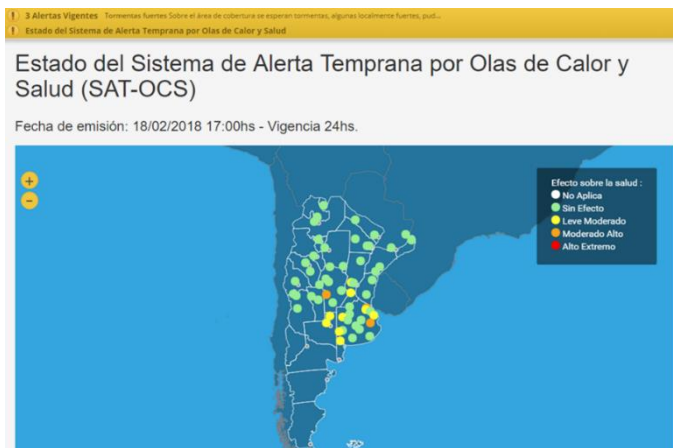 3 Alertas Vigentes Tormentas fuertes Sobre el área de cobertura se esperan tormentas, algunas localmente fuertes, pud...
Estado del Sistema de Alerta Temprana por Olas de Calor y Salud
Estado del Sistema de Alerta Temprana por Olas de Calor y
Salud (SAT-OCS)
Fecha de emisión: 18/02/2018 17:00hs - Vigencia 24hs.
+
−
Efecto sobre la salud :
No Aplica
Sin Efecto
Leve Moderado
Moderado Alto
Alto Extremo